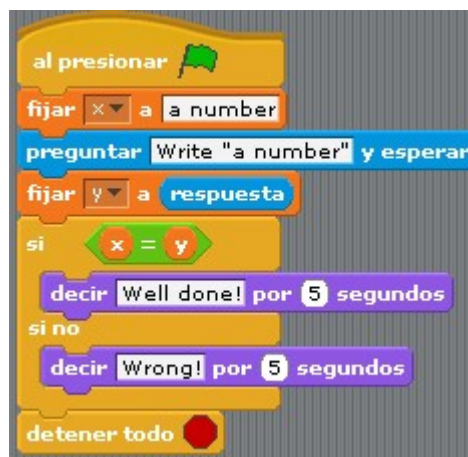 al presionar
fijar x a a number
preguntar Write "a number" y esperar
fijar y a respuesta
si x = y
decir Well done! por 5 segundos
si no
decir Wrong! por 5 segundos
detener todo